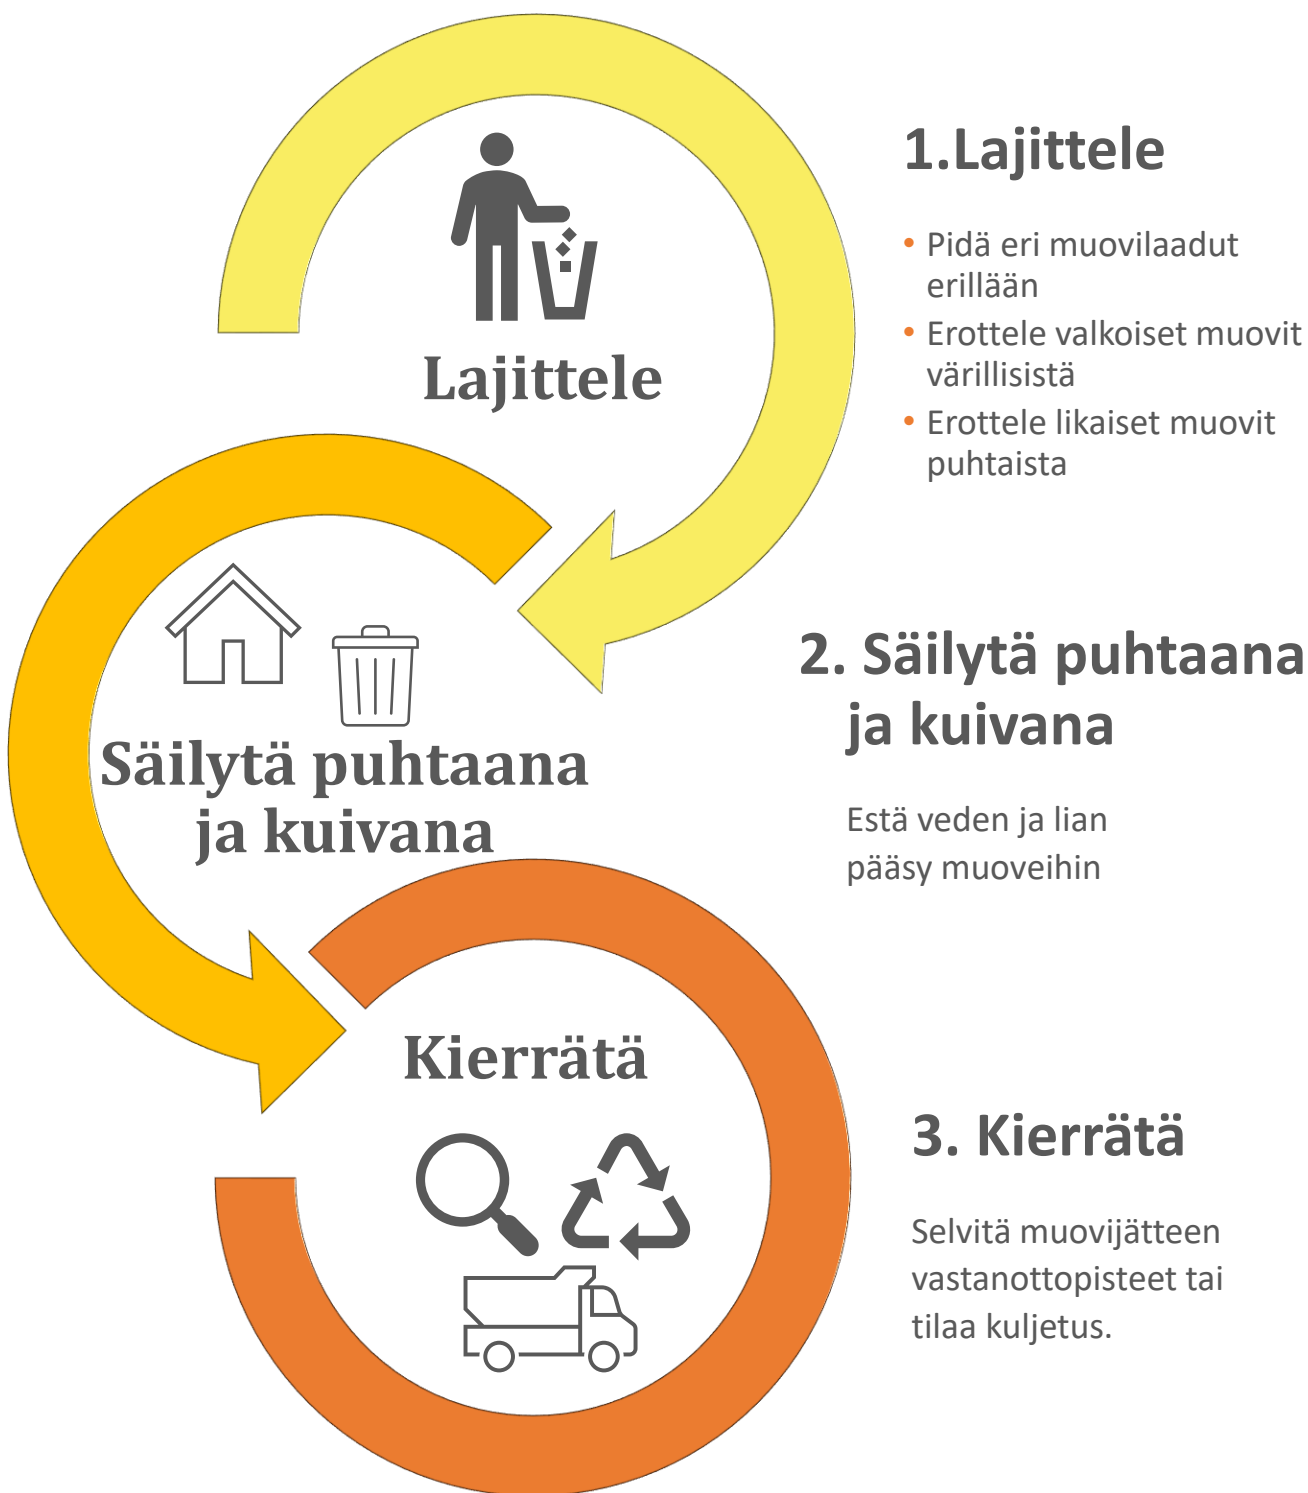 Lajittele
1.Lajittele
• Pidä eri muovilaadut
erillään
• Erottele valkoiset muovit
värillisistä
• Erottele likaiset muovit
puhtaista
Säilytä puhtaana
ja kuivana
2. Säilytä puhtaana
ja kuivana
Estä veden ja lian
pääsy muoveihin
Kierrätä
3. Kierrätä
Selvitä muovijätteen
vastanottopisteet tai
tilaa kuljetus.